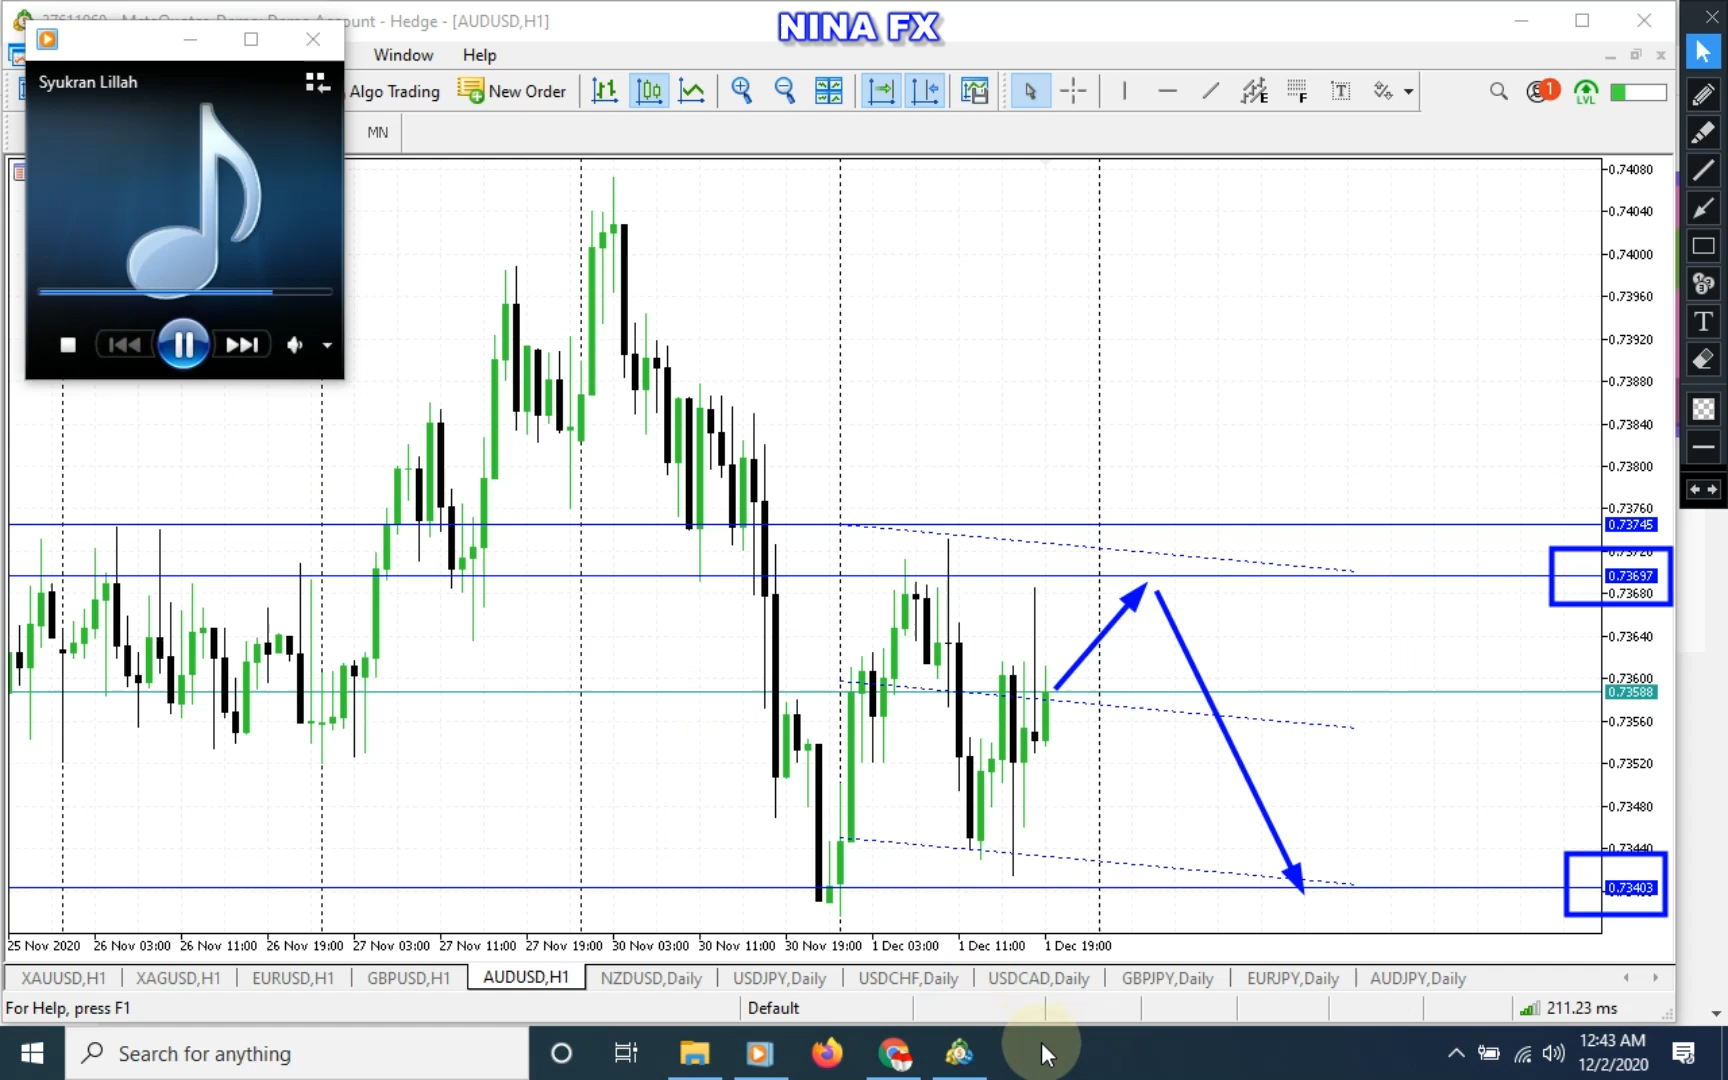 Account - Hedge - [AUDUSD,H1]
NINA FX
Window Help
Syukran Lillah
Algo Trading
New Order
E
F
T
1
LVL
MN
T
0.74080
0.74040
0.74000
0.73960
0.73920
0.73880
0.73840
0.73800
0.73760
0.73745
0.73720
0.73697
0.73680
0.73640
0.73600
0.73588
0.73560
0.73520
0.73480
0.73440
0.73403
25 Nov 2020 26 Nov 03:00 26 Nov 11:00 26 Nov 19:00 27 Nov 03:00 27 Nov 11:00 27 Nov 19:00 30 Nov 03:00 30 Nov 11:00 30 Nov 19:00 1 Dec 03:00 1 Dec 11:00 1 Dec 19:00
XAUUSD,H1 XAGUSD,H1 EURUSD,H1 GBPUSD,H1 AUDUSD,H1 NZDUSD,Daily USDJPY,Daily USDCHF,Daily USDCAD,Daily GBPJPY,Daily EURJPY,Daily AUDJPY,Daily
For Help, press F1
Default
211.23 ms
Search for anything
12:43 AM
12/2/2020